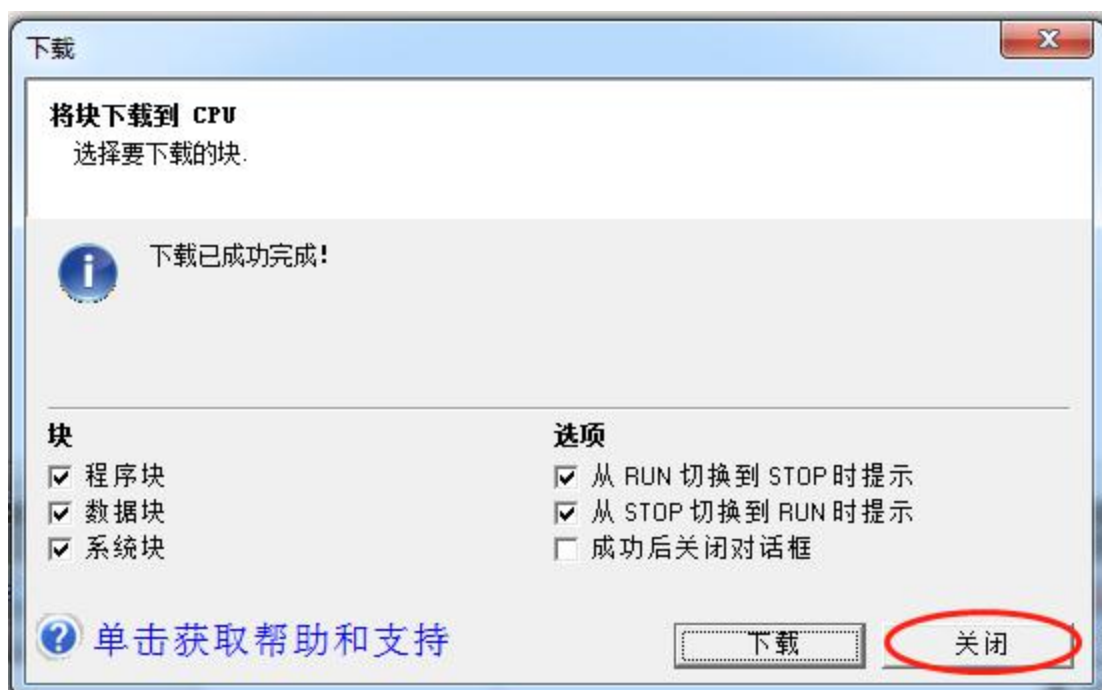 下载
将块下载到 CPU
选择要下载的块.
下载已成功完成!
块
程序块
数据块
系统块
选项
从 RUN 切换到 STOP 时提示
从 STOP 切换到 RUN 时提示
成功后关闭对话框
单击获取帮助和支持
下载
关闭